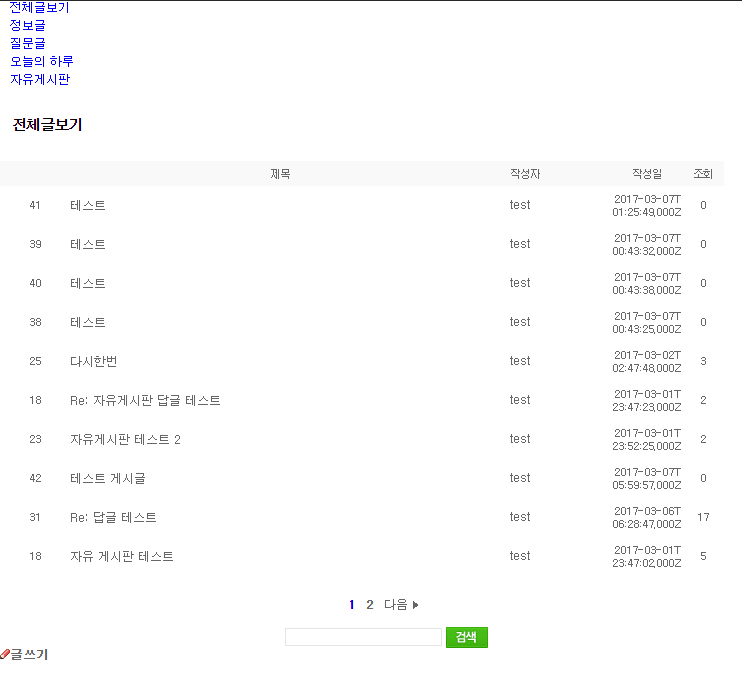 전체글보기
정보글
질문글
오늘의 하루
자유게시판
전체글보기
제목 작성자 작성일 조회
41 테스트 test 2017-03-07T 01:25:49,000Z 0
39 테스트 test 2017-03-07T 00:43:32,000Z 0
40 테스트 test 2017-03-07T 00:43:38,000Z 0
38 테스트 test 2017-03-07T 00:43:25,000Z 0
25 다시한번 test 2017-03-02T 02:47:48,000Z 3
18 Re: 자유게시판 답글 테스트 test 2017-03-01T 23:47:23,000Z 2
23 자유게시판 테스트 2 test 2017-03-01T 23:52:25,000Z 2
42 테스트 게시글 test 2017-03-07T 05:59:57,000Z 0
31 Re: 답글 테스트 test 2017-03-06T 06:28:47,000Z 17
18 자유 게시판 테스트 test 2017-03-01T 23:47:02,000Z 5
1 2 다음
검색
글쓰기